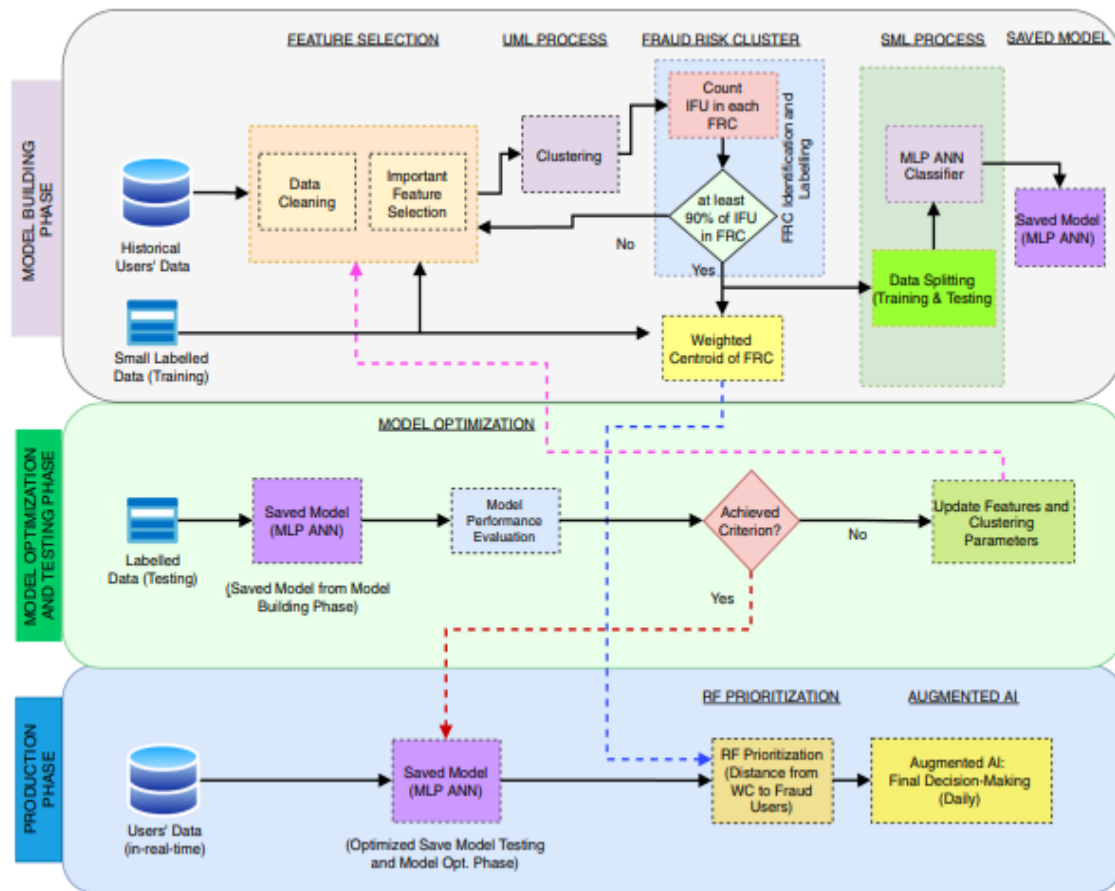 FEATURE SELECTION
UML PROCESS
FRAUD RISK CLUSTER
SML PROCESS
SAVED MODEL
MODEL BUILDING
PHASE
Historical
Users' Data
Small Labelled
Data (Training)
Data
Cleaning
Important
Feature
Selection
Clustering
Count
IFU in each
FRC
at least
90% of IFU
in FRC
FRC Identification and
Labelling
No
Yes
Weighted
Centroid of FRC
MLP ANN
Classifier
Data Splitting
(Training & Testing
Saved Model
(MLP ANN)
MODEL OPTIMIZATION
MODEL OPTIMIZATION
AND TESTING PHASE
Labelled
Data (Testing)
Saved Model
(MLP ANN)
(Saved Model from Model
Building Phase)
Model
Performance
Evaluation
Achieved
Criterion?
No
Yes
Update Features and
Clustering
Parameters
RF PRIORITIZATION
AUGMENTED AI
PRODUCTION
PHASE
Users' Data
(in-real-time)
Saved Model
(MLP ANN)
(Optimized Save Model Testing
and Model Opt. Phase)
RF Prioritization
(Distance from
WC to Fraud
Users)
Augmented AI:
Final Decision-Making
(Daily)